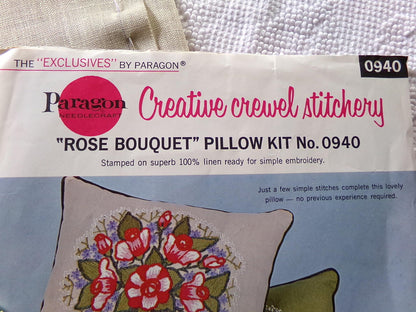 THE "EXCLUSIVES" BY PARAGON®
0940
Paragon
NEEDLECRAFT
Creative crewel stitchery
"ROSE BOUQUET" PILLOW KIT No. 0940
Stamped on superb 100% linen ready for simple embroidery.
Just a few simple stitches complete this lovely
pillow — no previous experience required.